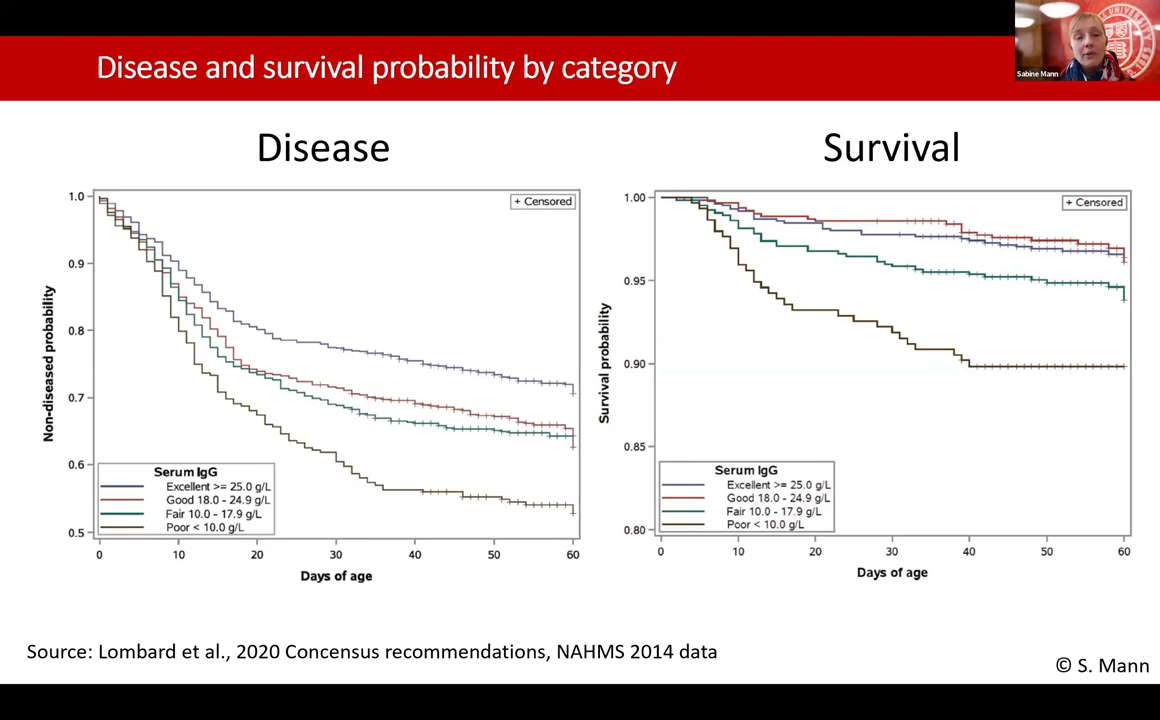 Disease and survival probability by category
Sabine Mann
Disease
Survival
Non-diseased probability
1.0
0.9
0.8
0.7
0.6
0.5
+ Censored
Serum IgG
Excellent >= 25.0 g/L
Good 18.0 - 24.9 g/L
Fair 10.0 - 17.9 g/L
Poor < 10.0 g/L
0 10 20 30 40 50 60
Days of age
Survival probability
1.00
0.95
0.90
0.85
0.80
+ Censored
Serum IgG
Excellent >= 25.0 g/L
Good 18.0 - 24.9 g/L
Fair 10.0 - 17.9 g/L
Poor < 10.0 g/L
0 10 20 30 40 50 60
Days of age
Source: Lombard et al., 2020 Concensus recommendations, NAHMS 2014 data
© S. Mann